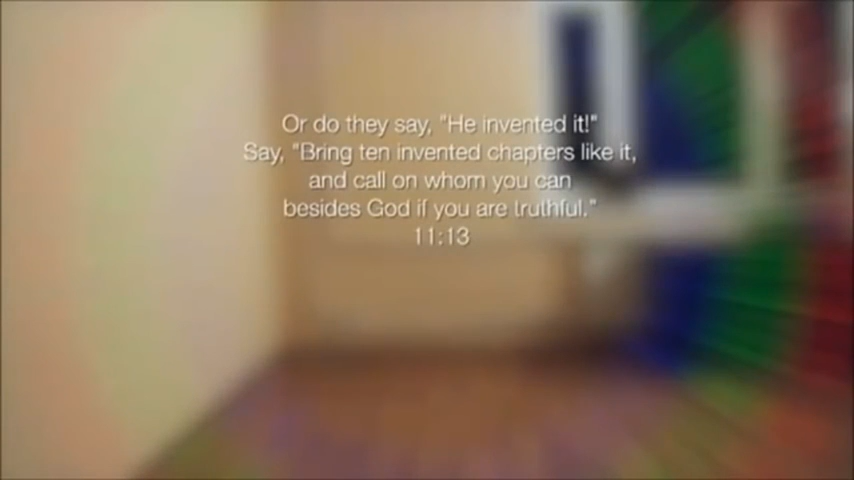 Or do they say, "He invented it!"
Say, "Bring ten invented chapters like it,
and call on whom you can
besides God if you are truthful."
11:13